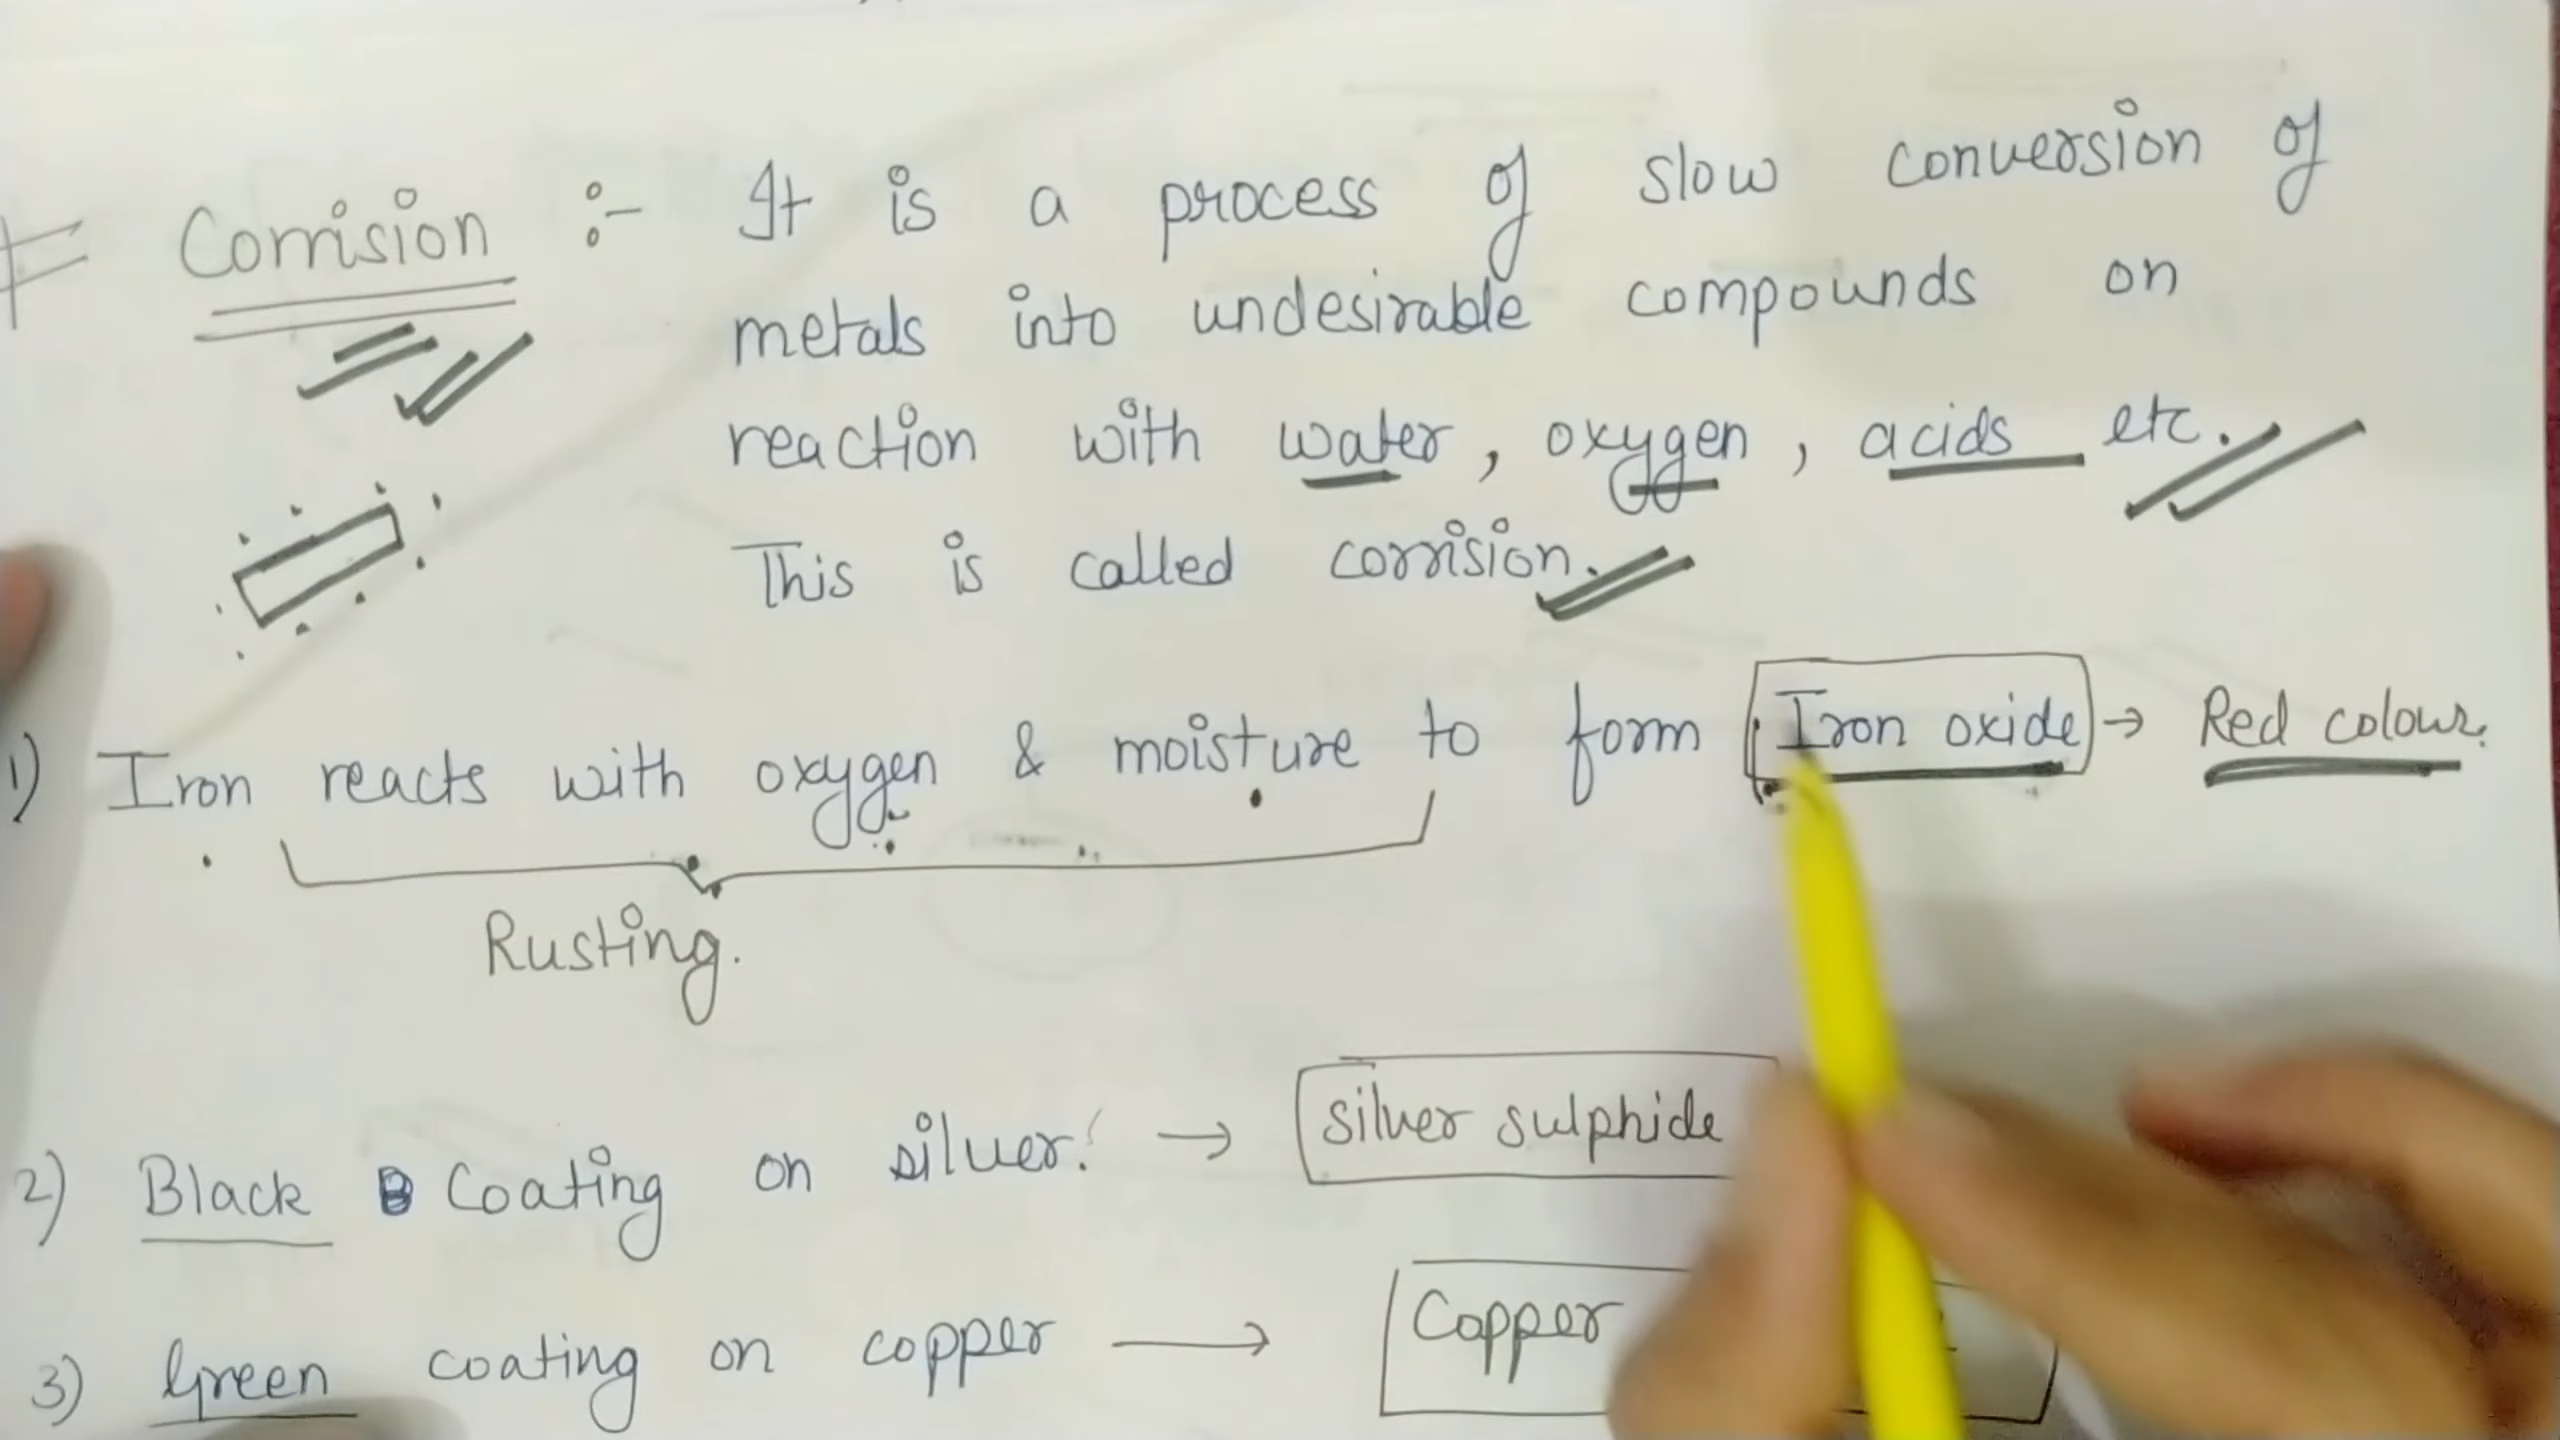 Corrision :- It is a process of slow conversion of
metals into undesirable compounds on
reaction with water, oxygen, acids etc.
This is called corrision.
1) Iron reacts with oxygen & moisture to form Iron oxide → Red colour.
Rusting.
2) Black Coating on silver. → Silver sulphide
3) Green coating on copper → Copper